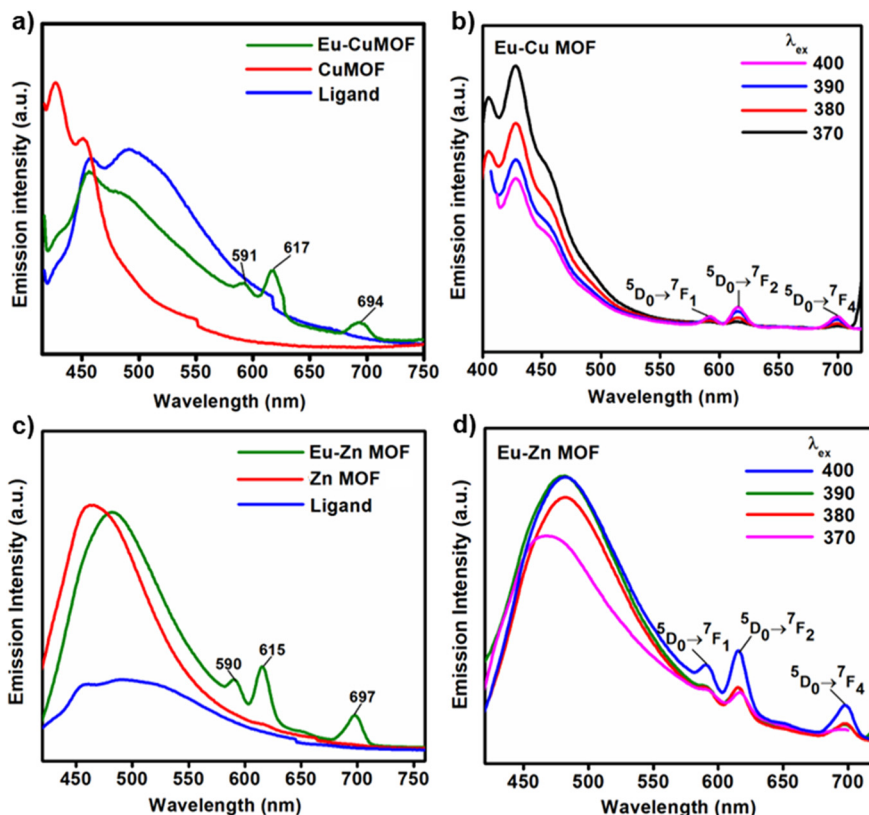 a)
Eu-CuMOF
CuMOF
Ligand
591
617
694
Emission intensity (a.u.)
450 500 550 600 650 700 750
Wavelength (nm)
b)
Eu-Cu MOF
λex
400
390
380
370
⁵D₀→⁷F₁
⁵D₀→⁷F₂
⁵D₀→⁷F₄
Emission intensity (a.u.)
400 450 500 550 600 650 700
Wavelength (nm)
c)
Eu-Zn MOF
Zn MOF
Ligand
590
615
697
Emission Intensity (a.u.)
450 500 550 600 650 700 750
Wavelength (nm)
d)
Eu-Zn MOF
λex
400
390
380
370
⁵D₀→⁷F₁
⁵D₀→⁷F₂
⁵D₀→⁷F₄
Emission Intensity (a.u.)
450 500 550 600 650 700
Wavelength (nm)